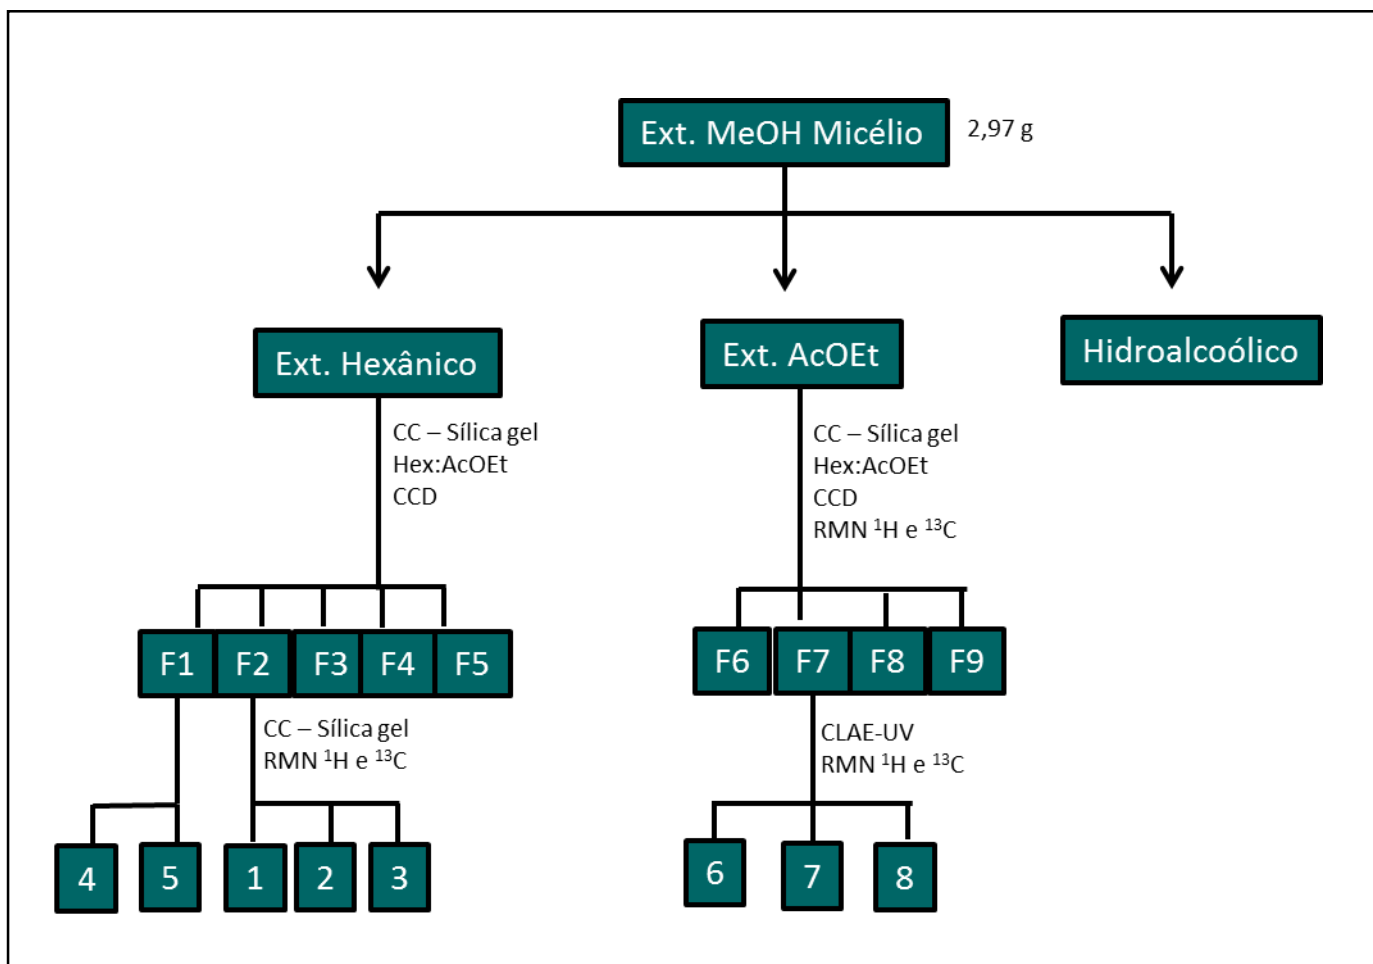 Ext. MeOH Micélio
2,97 g
Ext. Hexânico
Ext. AcOEt
Hidroalcoólico
CC – Sílica gel
Hex:AcOEt
CCD
CC – Sílica gel
Hex:AcOEt
CCD
RMN ¹H e ¹³C
F1
F2
F3
F4
F5
F6
F7
F8
F9
CC – Sílica gel
RMN ¹H e ¹³C
CLAE-UV
RMN ¹H e ¹³C
4
5
1
2
3
6
7
8